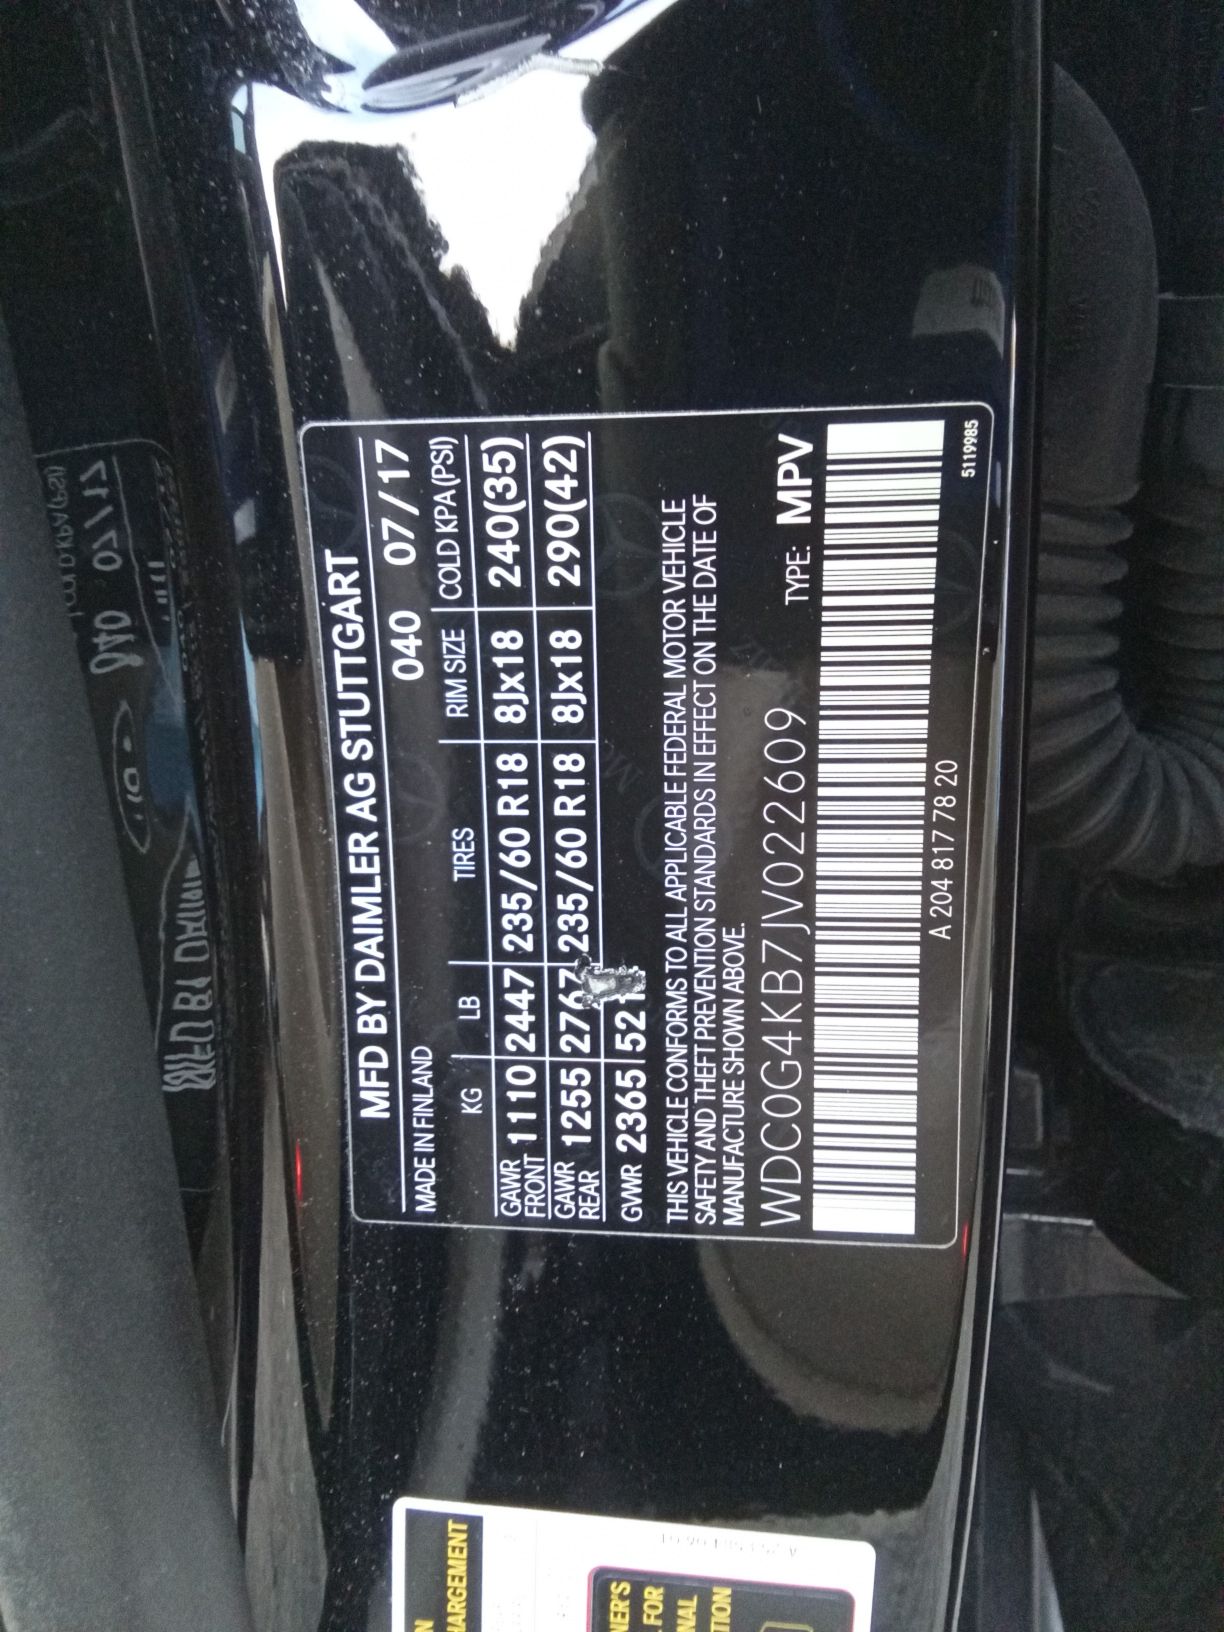 MFD BY DAIMLER AG STUTTGART
040 07/17
MADE IN FINLAND
KG LB TIRES RIM SIZE COLD KPA(PSI)
GAWR FRONT 1110 2447 235/60 R18 8Jx18 240(35)
GAWR REAR 1255 2767 235/60 R18 8Jx18 290(42)
GVWR 2365
THIS VEHICLE CONFORMS TO ALL APPLICABLE FEDERAL MOTOR VEHICLE
SAFETY AND THEFT PREVENTION STANDARDS IN EFFECT ON THE DATE OF
MANUFACTURE SHOWN ABOVE.
WDC0G4KB7JV022609 TYPE: MPV
A 204 817 78 20
5119985